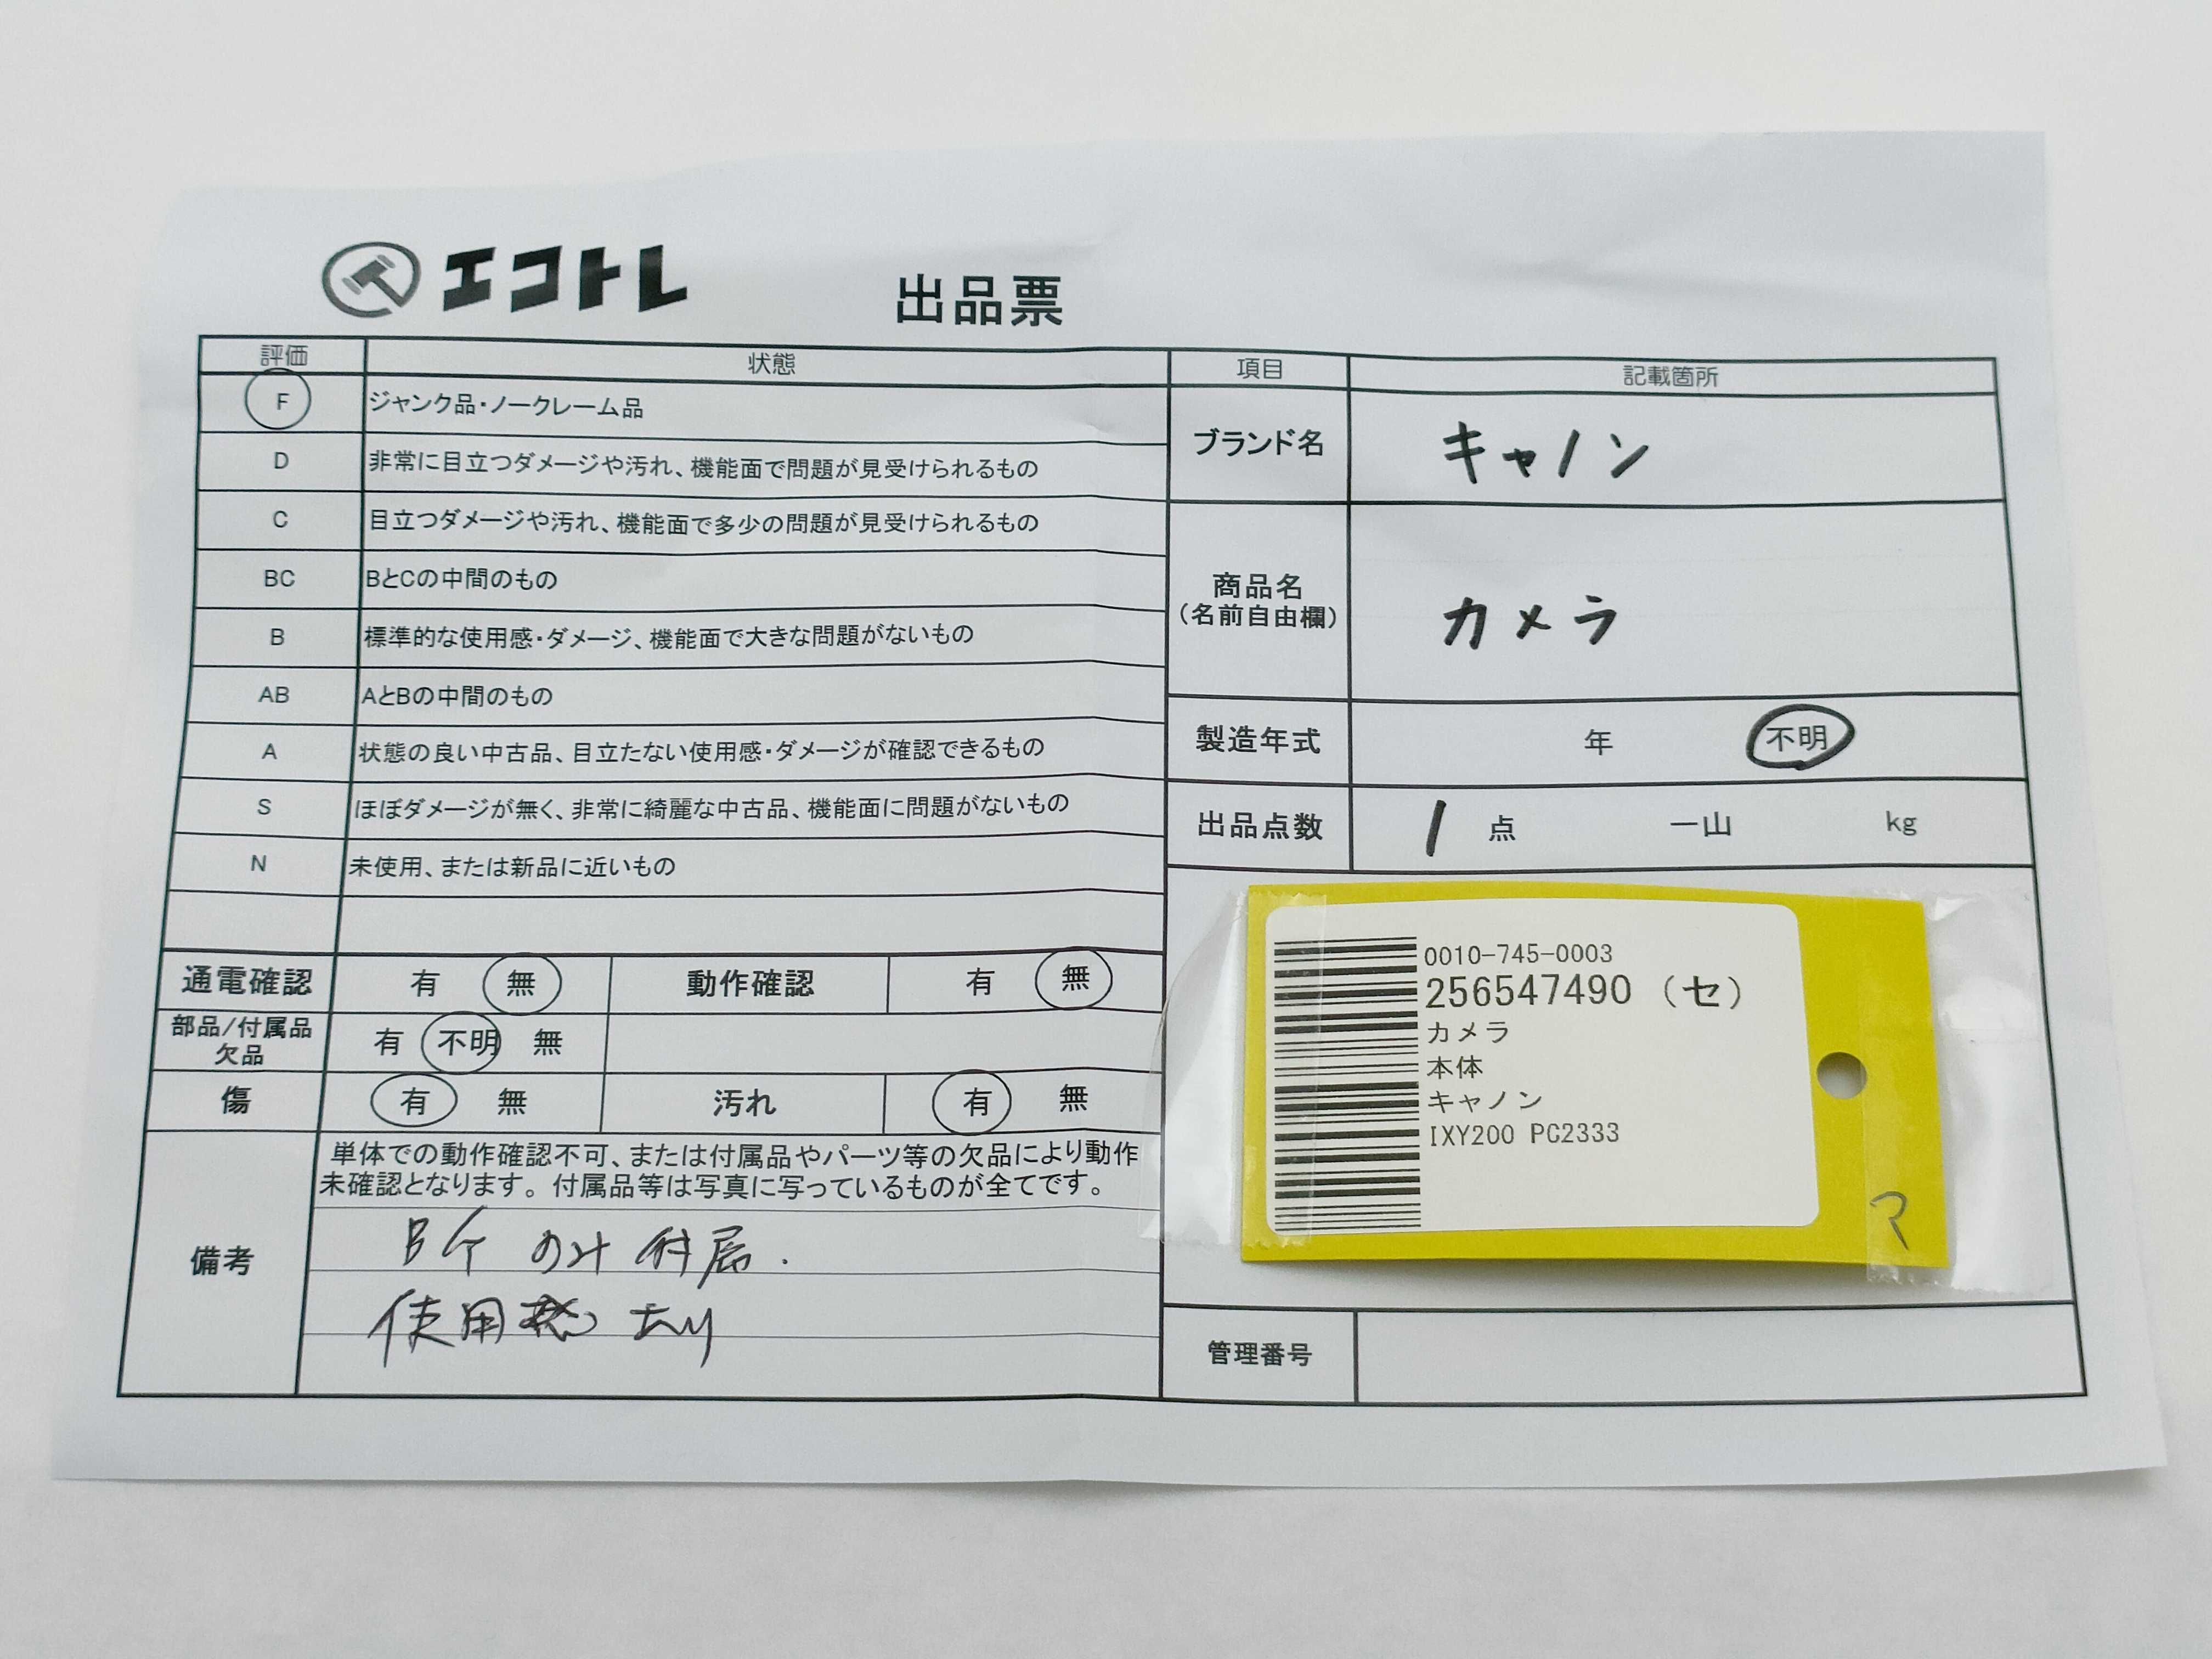 エコトレ
出品票
評価 状態
F ジャンク品・ノークレーム品
D 非常に目立つダメージや汚れ、機能面で問題が見受けられるもの
C 目立つダメージや汚れ、機能面で多少の問題が見受けられるもの
BC BとCの中間のもの
B 標準的な使用感・ダメージ、機能面で大きな問題がないもの
AB AとBの中間のもの
A 状態の良い中古品、目立たない使用感・ダメージが確認できるもの
S ほぼダメージが無く、非常に綺麗な中古品、機能面に問題がないもの
N 未使用、または新品に近いもの
通電確認 有 無 動作確認 有 無
部品/付属品
欠品
有 不明 無
傷 有 無 汚れ 有 無
備考
単体での動作確認不可、または付属品やパーツ等の欠品により動作
未確認となります。付属品等は写真に写っているものが全てです。
Bケ のみ 付属.
使用感 あり
項目 記載箇所
ブランド名 キャノン
商品名
(名前自由欄)
カメラ
製造年式 年 不明
出品点数 1 点 一山 kg
0010-745-0003
256547490 (セ)
カメラ
本体
キャノン
IXY200 PC2333
マ
管理番号